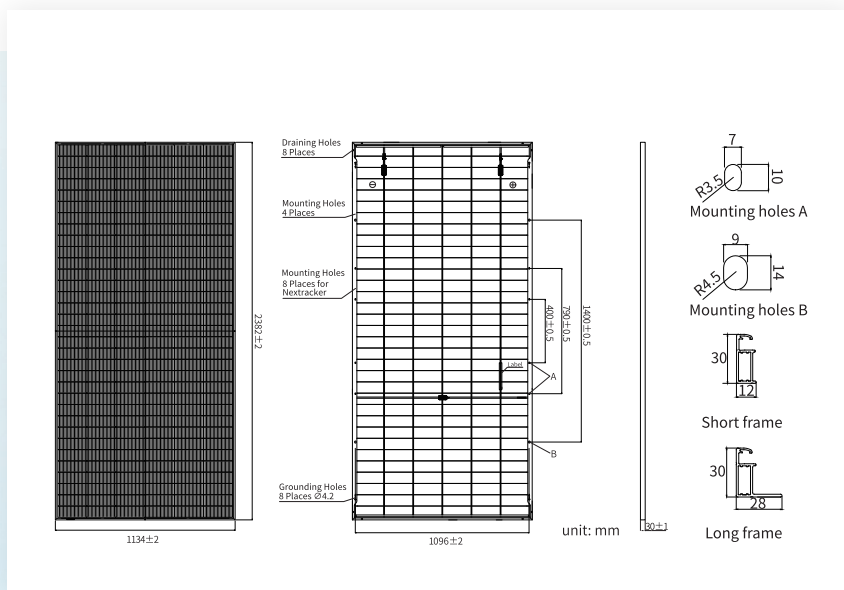 Draining Holes
8 Places
Mounting Holes
4 Places
Mounting Holes
8 Places for
Nextracker
Grounding Holes
8 Places Ø4.2
2382±2
1134±2
⊖
⊕
400±0.5
790±0.5
1400±0.5
Label
A
B
1096±2
unit: mm
30±1
7
10
R3.5
Mounting holes A
9
14
R4.5
Mounting holes B
30
12
Short frame
30
28
Long frame